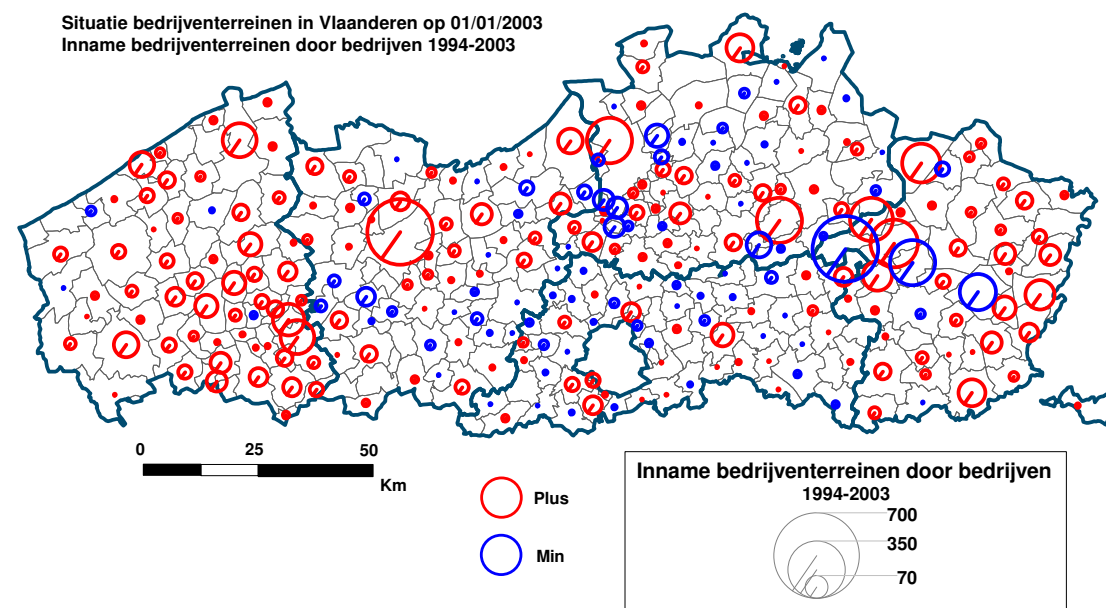 Situatie bedrijventerreinen in Vlaanderen op 01/01/2003
Inname bedrijventerreinen door bedrijven 1994-2003
0 25 50
Km
Plus
Min
Inname bedrijventerreinen door bedrijven
1994-2003
700
350
70